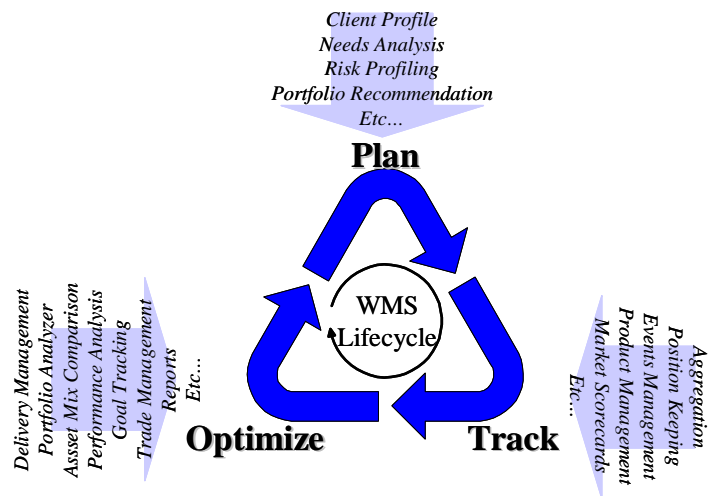 Client Profile
Needs Analysis
Risk Profiling
Portfolio Recommendation
Etc…
Plan
WMS
Lifecycle
Optimize
Track
Delivery Management
Portfolio Analyzer
Assset Mix Comparison
Performance Analysis
Goal Tracking
Trade Management
Reports
Etc…
Aggregation
Position Keeping
Events Management
Product Management
Market Scorecards
Etc…